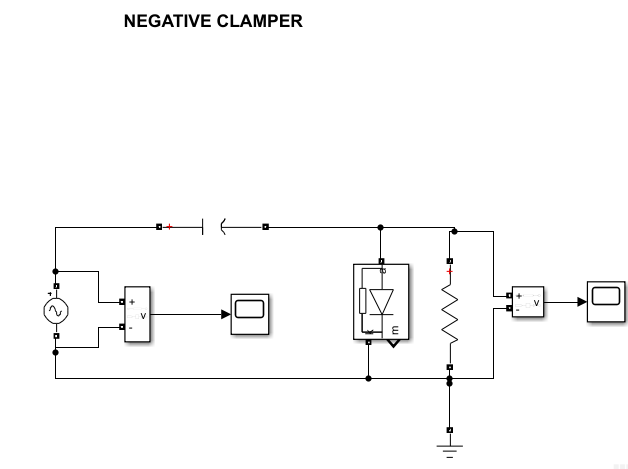 NEGATIVE CLAMPER
+
+
+
-
v
a
k
m
+
+
-
v